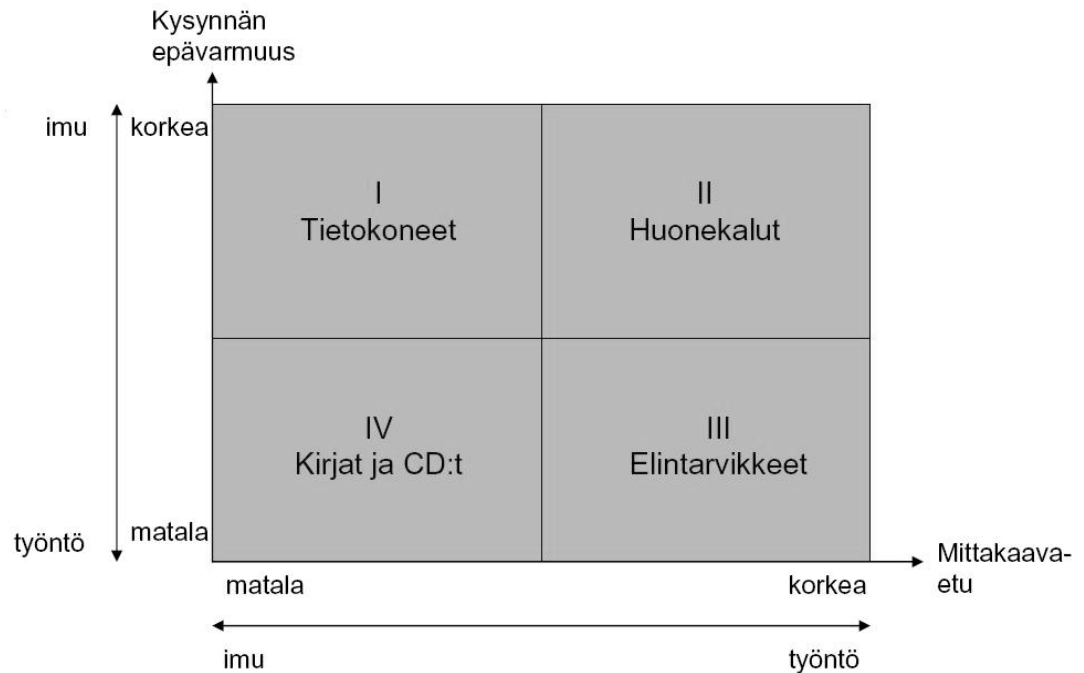 Kysynnän
epävarmuus
imu
korkea
I
Tietokoneet
II
Huonekalut
IV
Kirjat ja CD:t
III
Elintarvikkeet
työntö
matala
matala
korkea
Mittakaava-
etu
imu
työntö